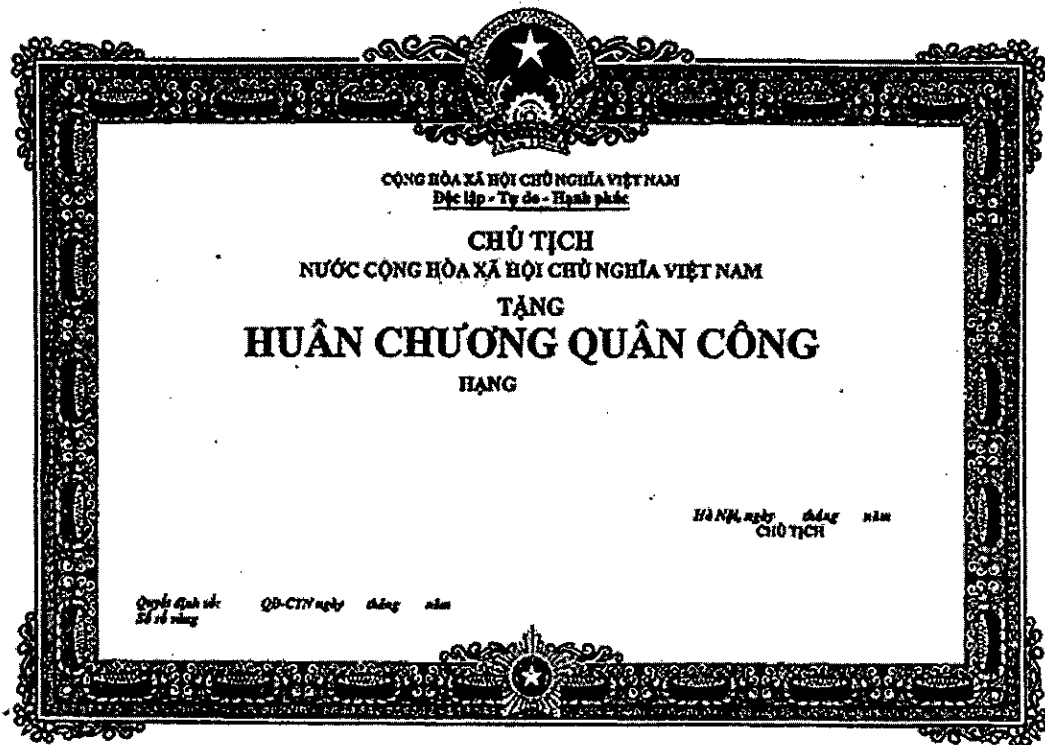 CỘNG HÒA XÃ HỘI CHỦ NGHĨA VIỆT NAM
Độc lập - Tự do - Hạnh phúc
CHỦ TỊCH
NƯỚC CỘNG HÒA XÃ HỘI CHỦ NGHĨA VIỆT NAM
TẶNG
HUÂN CHƯƠNG QUÂN CÔNG
HẠNG
Hà Nội, ngày tháng năm
CHỦ TỊCH
Quyết định số: QĐ-CTN ngày tháng năm
Số sổ vàng